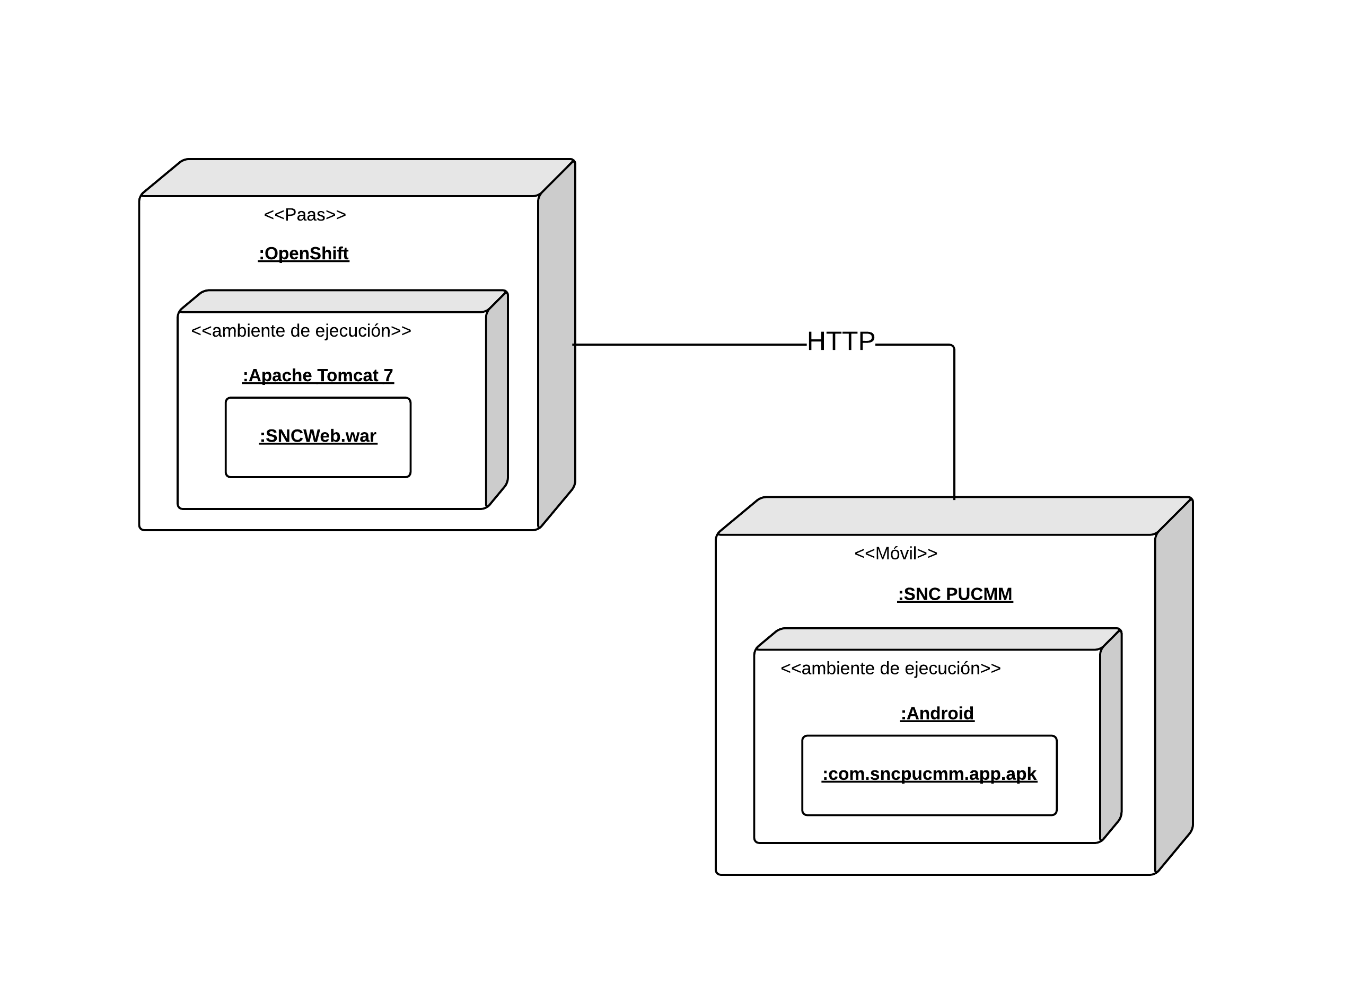 <<Paas>>
:OpenShift
<<ambiente de ejecución>>
:Apache Tomcat 7
:SNCWeb.war
HTTP
<<Móvil>>
:SNC PUCMM
<<ambiente de ejecución>>
:Android
:com.sncpucmm.app.apk